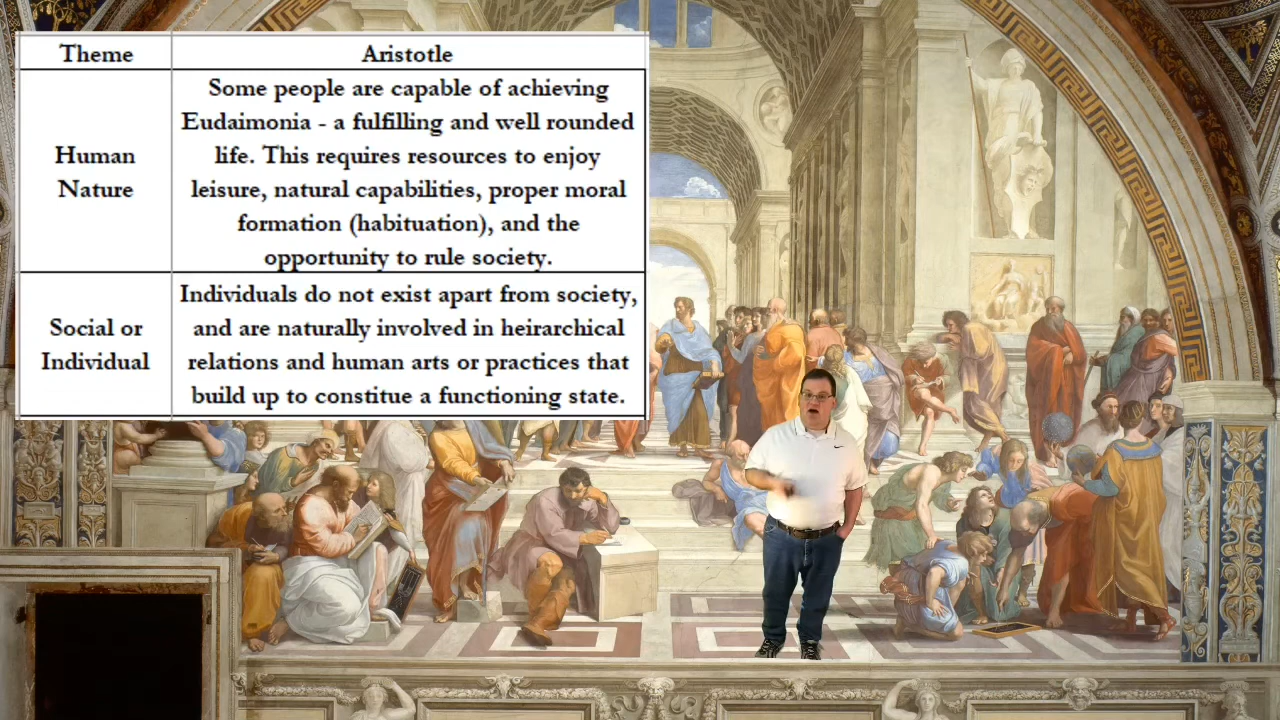 Theme
Aristotle
Human
Nature
Some people are capable of achieving
Eudaimonia - a fulfilling and well rounded
life. This requires resources to enjoy
leisure, natural capabilities, proper moral
formation (habituation), and the
opportunity to rule society.
Social or
Individual
Individuals do not exist apart from society,
and are naturally involved in heirarchical
relations and human arts or practices that
build up to constitue a functioning state.